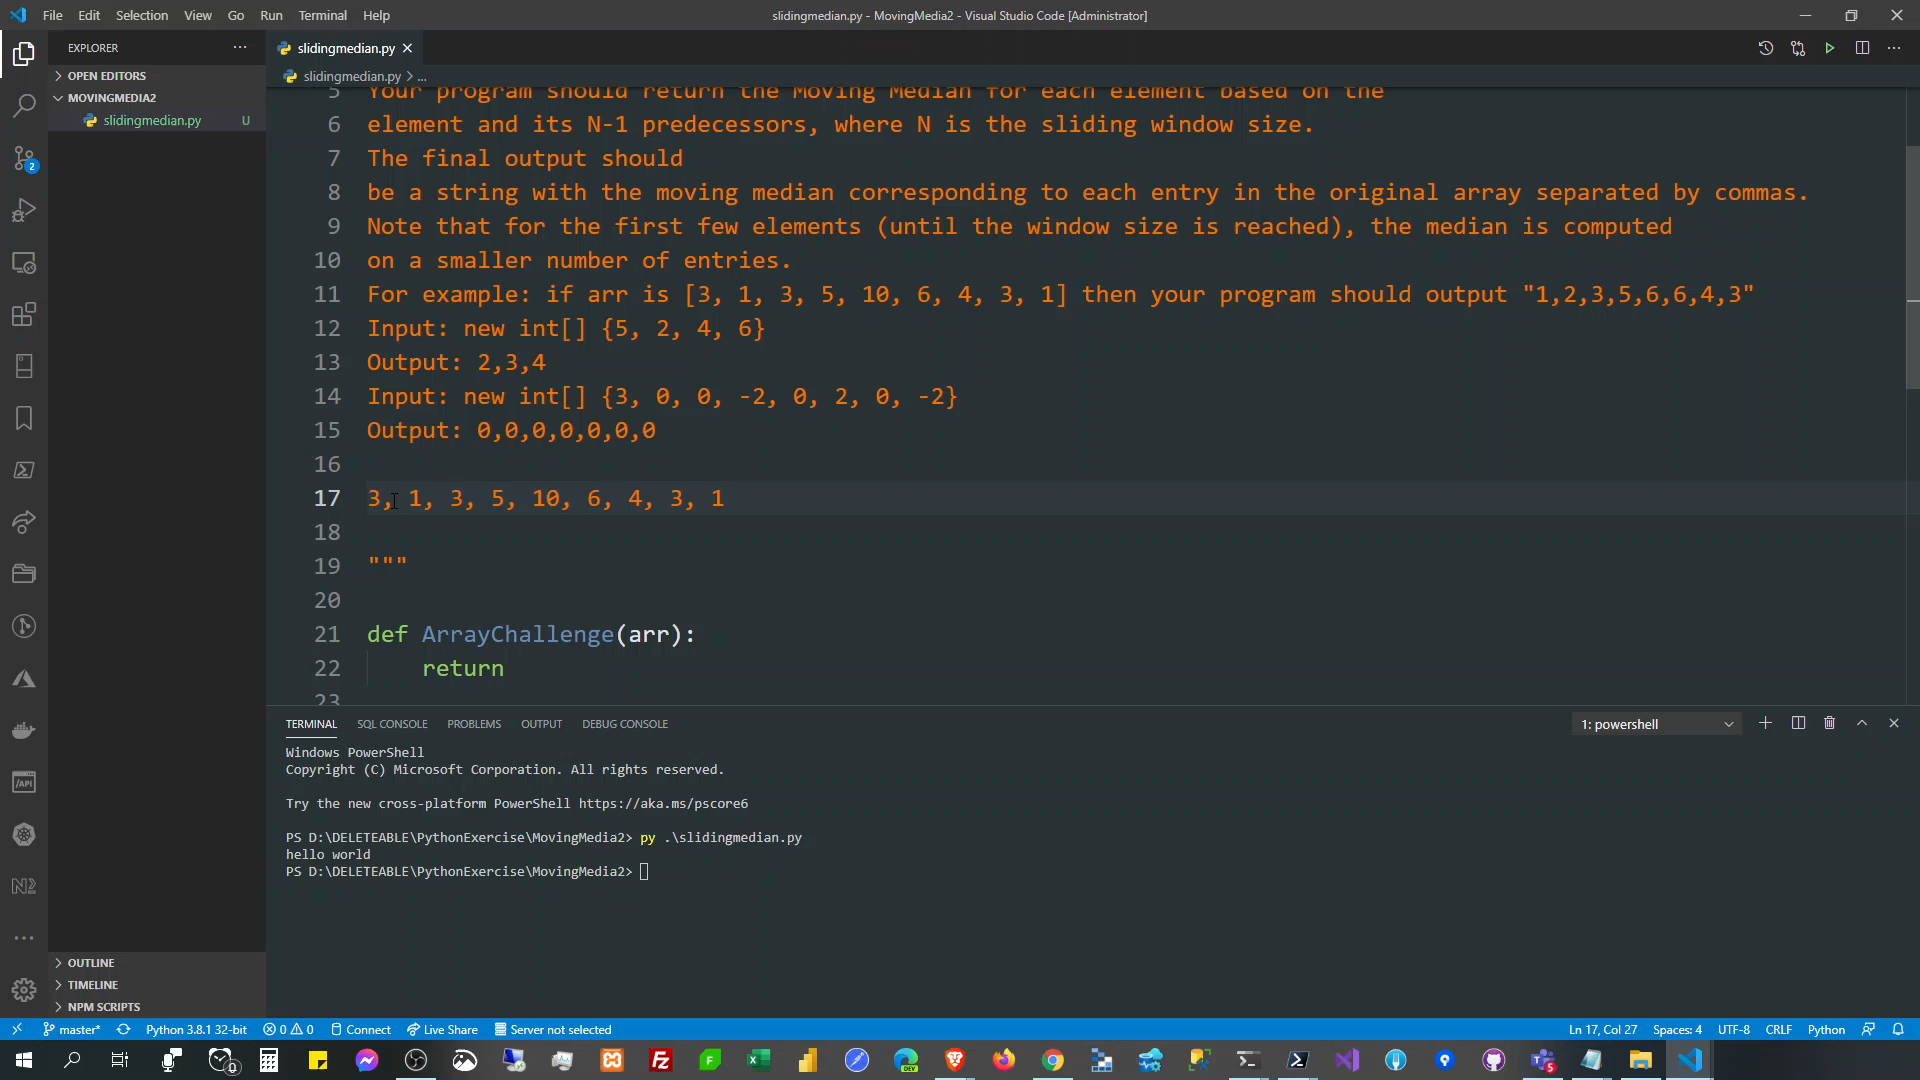 File Edit Selection View Go Run Terminal Help
slidingmedian.py - MovingMedia2 - Visual Studio Code [Administrator]
EXPLORER
OPEN EDITORS
MOVINGMEDIA2
slidingmedian.py U
2
OUTLINE
TIMELINE
NPM SCRIPTS
slidingmedian.py
slidingmedian.py > ...
5 Your program should return the Moving Median for each element based on the
6 element and its N-1 predecessors, where N is the sliding window size.
7 The final output should
8 be a string with the moving median corresponding to each entry in the original array separated by commas.
9 Note that for the first few elements (until the window size is reached), the median is computed
10 on a smaller number of entries.
11 For example: if arr is [3, 1, 3, 5, 10, 6, 4, 3, 1] then your program should output "1,2,3,5,6,6,4,3"
12 Input: new int[] {5, 2, 4, 6}
13 Output: 2,3,4
14 Input: new int[] {3, 0, 0, -2, 0, 2, 0, -2}
15 Output: 0,0,0,0,0,0,0
16
17 3, 1, 3, 5, 10, 6, 4, 3, 1
18
19 """
20
21 def ArrayChallenge(arr):
22 return
23
TERMINAL SQL CONSOLE PROBLEMS OUTPUT DEBUG CONSOLE
1: powershell
Windows PowerShell
Copyright (C) Microsoft Corporation. All rights reserved.
Try the new cross-platform PowerShell https://aka.ms/pscore6
PS D:\DELETEABLE\PythonExercise\MovingMedia2> py .\slidingmedian.py
hello world
PS D:\DELETEABLE\PythonExercise\MovingMedia2>
master* Python 3.8.1 32-bit 0 0 Connect Live Share Server not selected
Ln 17, Col 27 Spaces: 4 UTF-8 CRLF Python